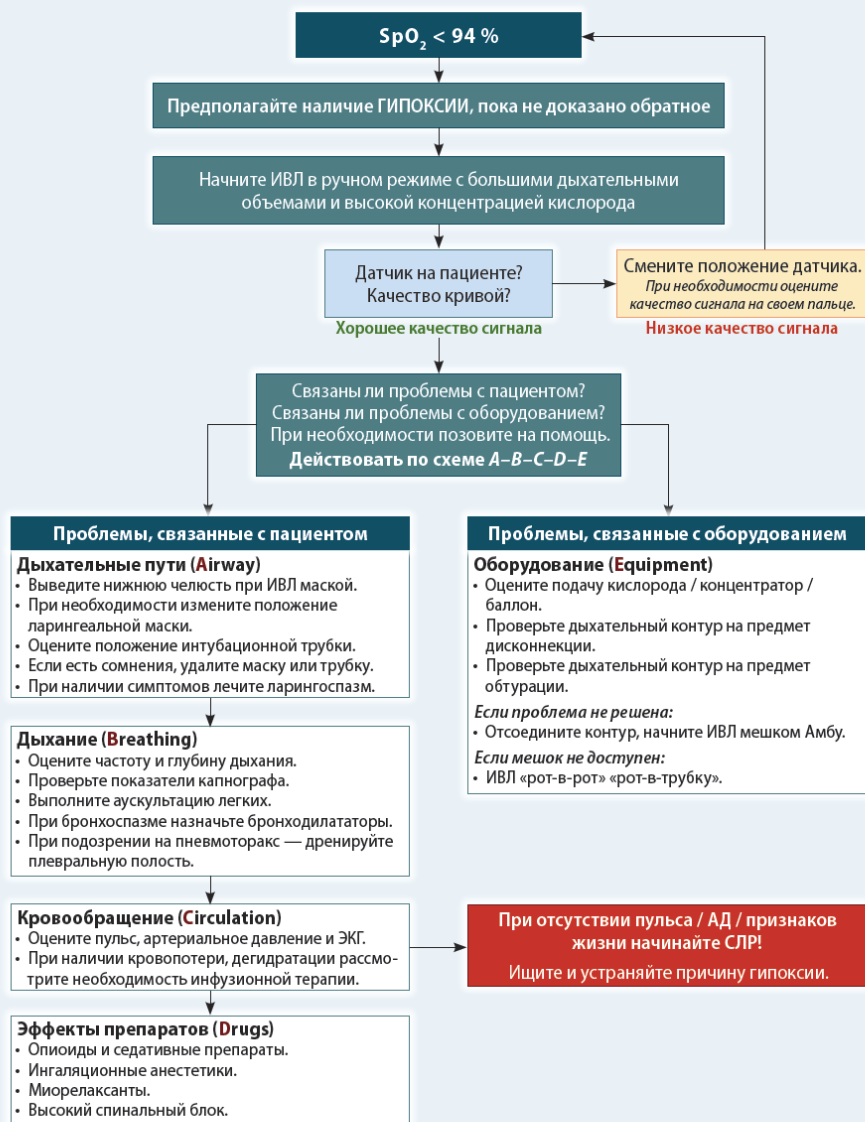 SpO₂ < 94 %
Предполагайте наличие ГИПОКСИИ, пока не доказано обратное
Начните ИВЛ в ручном режиме с большими дыхательными
объемами и высокой концентрацией кислорода
Датчик на пациенте?
Качество кривой?
Хорошее качество сигнала
Смените положение датчика.
При необходимости оцените
качество сигнала на своем пальце.
Низкое качество сигнала
Связаны ли проблемы с пациентом?
Связаны ли проблемы с оборудованием?
При необходимости позовите на помощь.
Действовать по схеме A–B–C–D–E
Проблемы, связанные с пациентом
Дыхательные пути (Airway)
• Выведите нижнюю челюсть при ИВЛ маской.
• При необходимости измените положение
ларингеальной маски.
• Оцените положение интубационной трубки.
• Если есть сомнения, удалите маску или трубку.
• При наличии симптомов лечите ларингоспазм.
Дыхание (Breathing)
• Оцените частоту и глубину дыхания.
• Проверьте показатели капнографа.
• Выполните аускультацию легких.
• При бронхоспазме назначьте бронходилататоры.
• При подозрении на пневмоторакс — дренируйте
плевральную полость.
Кровообращение (Circulation)
• Оцените пульс, артериальное давление и ЭКГ.
• При наличии кровопотери, дегидратации рассмо-
трите необходимость инфузионной терапии.
Эффекты препаратов (Drugs)
• Опиоиды и седативные препараты.
• Ингаляционные анестетики.
• Миорелаксанты.
• Высокий спинальный блок.
Проблемы, связанные с оборудованием
Оборудование (Equipment)
• Оцените подачу кислорода / концентратор /
баллон.
• Проверьте дыхательный контур на предмет
дисконнекции.
• Проверьте дыхательный контур на предмет
обтурации.
Если проблема не решена:
• Отсоедините контур, начните ИВЛ мешком Амбу.
Если мешок не доступен:
• ИВЛ «рот-в-рот» «рот-в-трубку».
При отсутствии пульса / АД / признаков
жизни начинайте СЛР!
Ищите и устраняйте причину гипоксии.